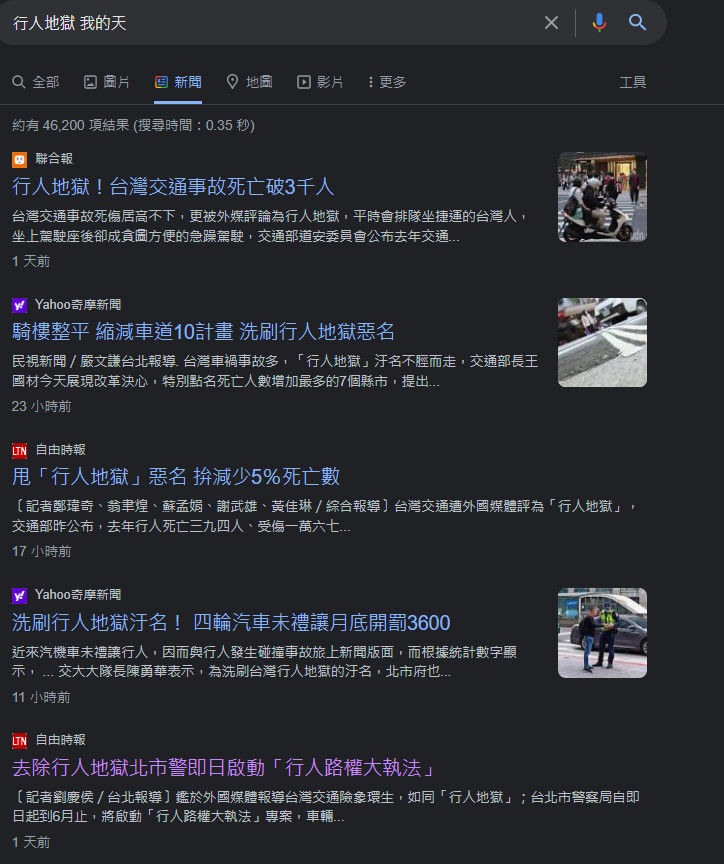 行人地獄 我的天
全部 圖片 新聞 地圖 影片 更多 工具
約有 46,200 項結果 (搜尋時間：0.35 秒)
聯合報
行人地獄！台灣交通事故死亡破3千人
台灣交通事故死傷居高不下，更被外媒評論為行人地獄，平時會排隊坐捷運的台灣人，
坐上駕駛座後卻成貪圖方便的急躁駕駛，交通部道安委員會公布去年交通...
1 天前
udn
Yahoo奇摩新聞
騎樓整平 縮減車道10計畫 洗刷行人地獄惡名
民視新聞／嚴文謙台北報導. 台灣車禍事故多，「行人地獄」汙名不脛而走，交通部長王
國材今天展現改革決心，特別點名死亡人數增加最多的7個縣市，提出...
23 小時前
LTN 自由時報
甩「行人地獄」惡名 拚減少5％死亡數
〔記者鄭瑋奇、翁聿煌、蘇孟娟、謝武雄、黃佳琳／綜合報導〕台灣交通遭外國媒體評為「行人地獄」，
交通部昨公布，去年行人死亡三九四人、受傷一萬六七...
17 小時前
Yahoo奇摩新聞
洗刷行人地獄汙名！ 四輪汽車未禮讓月底開罰3600
近來汽機車未禮讓行人，因而與行人發生碰撞事故旅上新聞版面，而根據統計數字顯
示， ... 交大大隊長陳勇華表示，為洗刷台灣行人地獄的汙名，北市府也...
11 小時前
LTN 自由時報
去除行人地獄北市警即日啟動「行人路權大執法」
〔記者劉慶侯／台北報導〕鑑於外國媒體報導台灣交通險象環生，如同「行人地獄」；台北市警察局自即
日起到6月止，將啟動「行人路權大執法」專案，車輛...
1 天前